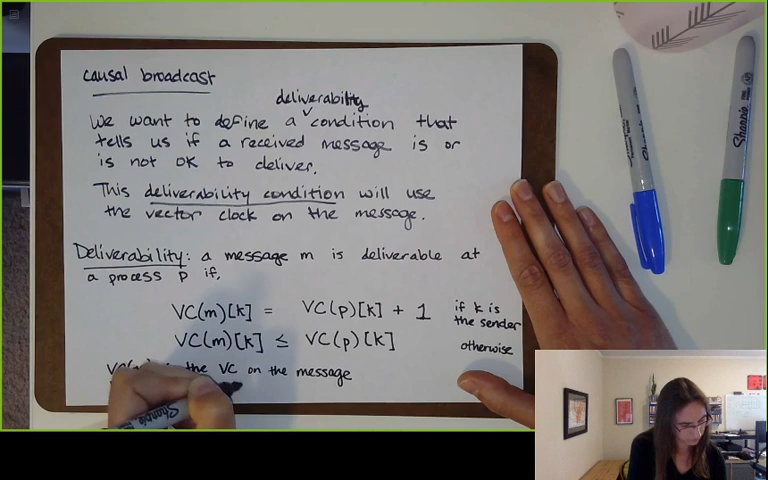 causal broadcast
deliverability
We want to define a condition that
tells us if a received message is or
is not OK to deliver.
This deliverability condition will use
the vector clock on the message.
Deliverability: a message m is deliverable at
a process p if,
VC(m)[k] = VC(p)[k] + 1 if k is
the sender
VC(m)[k] ≤ VC(p)[k] otherwise
the VC on the message
Sharpie
Sharpie